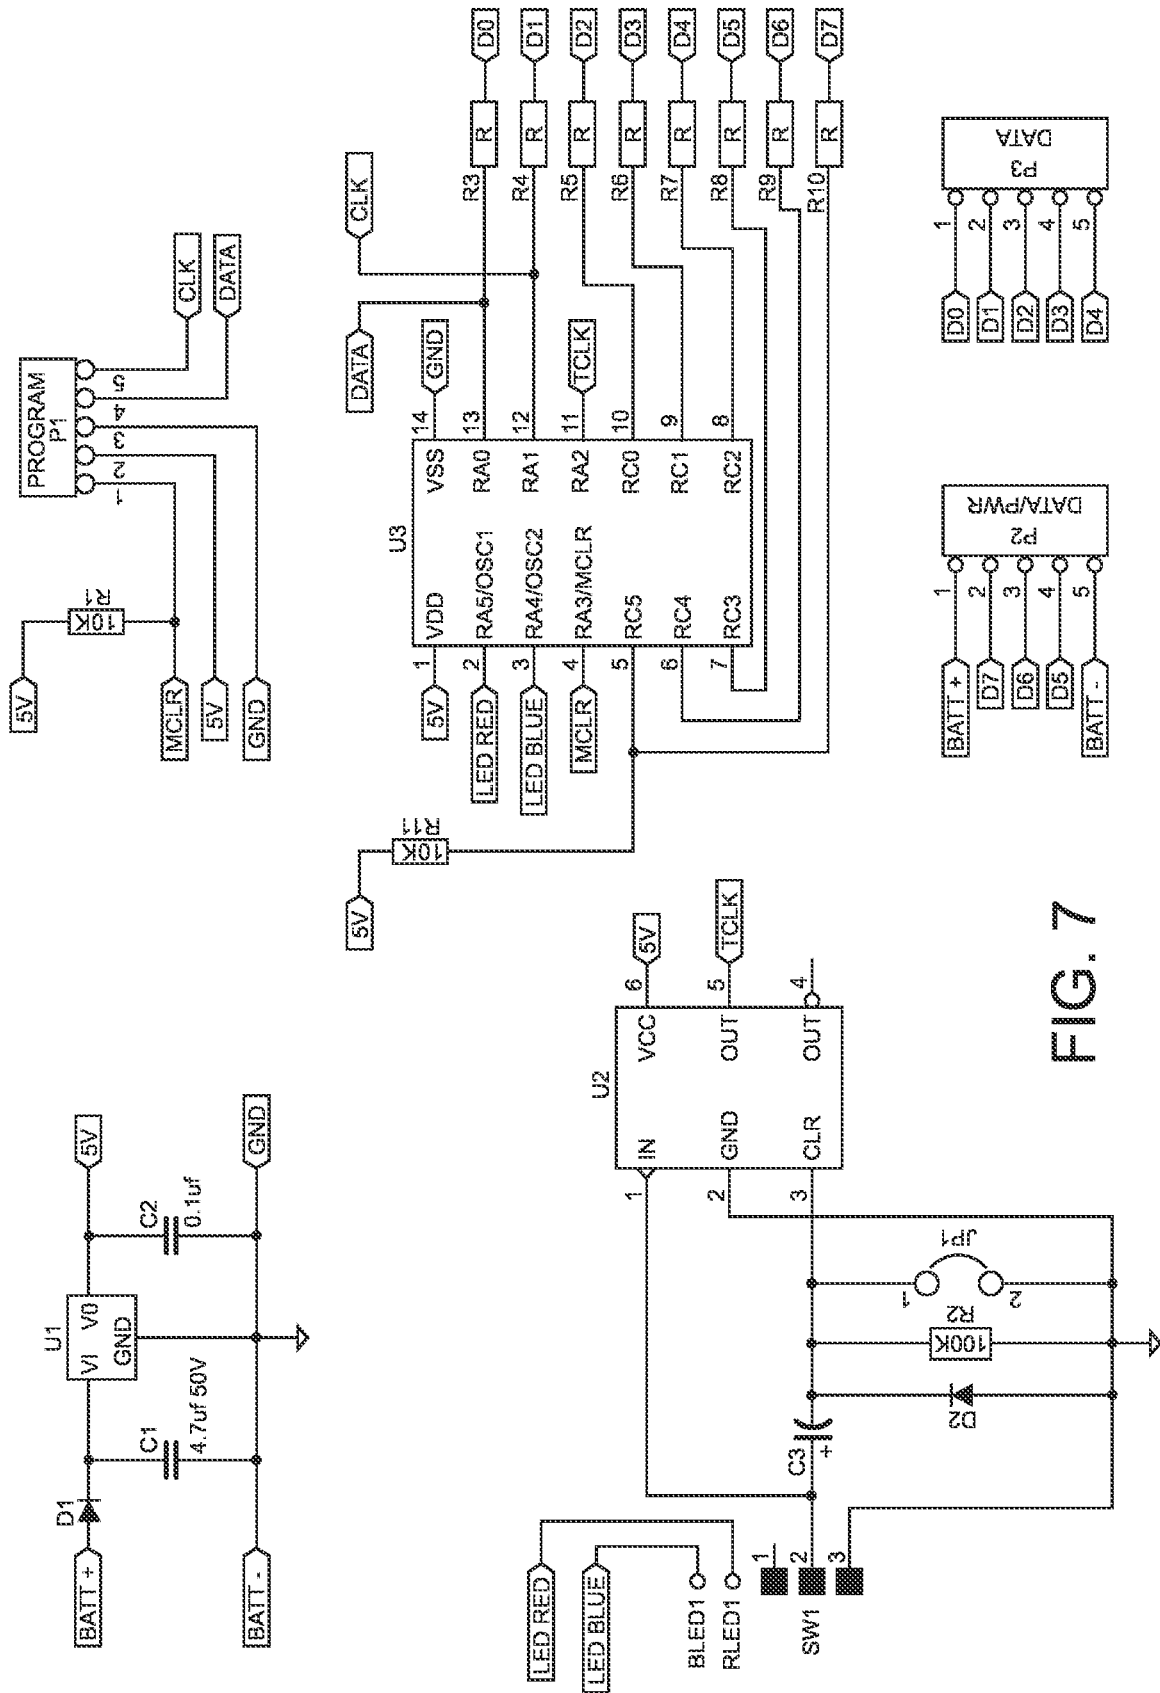 5V
R1
10K
MCLR
5V
GND
PROGRAM
P1
1
2
3
4
5
CLK
DATA
BATT +
D1
C1
4.7uf 50V
U1
VI
V0
GND
C2
0.1uf
5V
BATT -
GND
5V
R11
10K
U3
5V
1
VDD
LED RED
2
RA5/OSC1
LED BLUE
3
RA4/OSC2
MCLR
4
RA3/MCLR
5
RC5
6
RC4
7
RC3
VSS
14
GND
RA0
13
RA1
12
RA2
11
TCLK
RC0
10
RC1
9
RC2
8
DATA
CLK
R3
R
D0
R4
R
D1
R5
R
D2
R6
R
D3
R7
R
D4
R8
R
D5
R9
R
D6
R10
R
D7
LED RED
LED BLUE
BLED1
RLED1
SW1
1
2
3
C3
+
D2
R2
100K
JP1
1
2
U2
1
IN
2
GND
3
CLR
VCC
6
5V
OUT
5
TCLK
OUT
4
BATT +
1
D7
2
D6
3
D5
4
BATT -
5
P2
DATA/PWR
D0
1
D1
2
D2
3
D3
4
D4
5
P3
DATA
FIG. 7